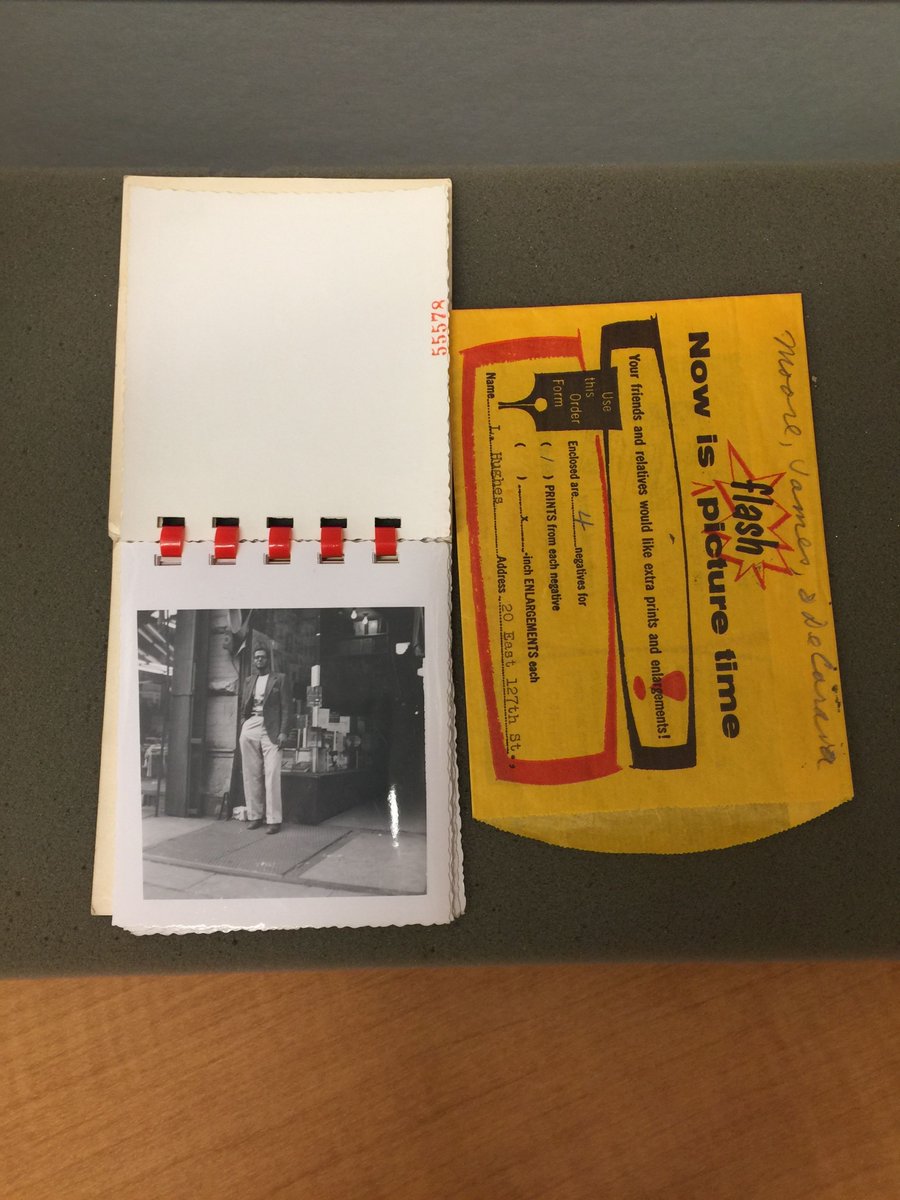 55578
Moore, James, & DeCarava
flash
Now is picture time
Your friends and relatives would like extra prints and enlargements!
Use
this
Order
Form
Enclosed are......4......negatives for
( / ) PRINTS from each negative
( ) ........x........-inch ENLARGEMENTS each
Name........L. Hughes........Address..20 East 127th St.,